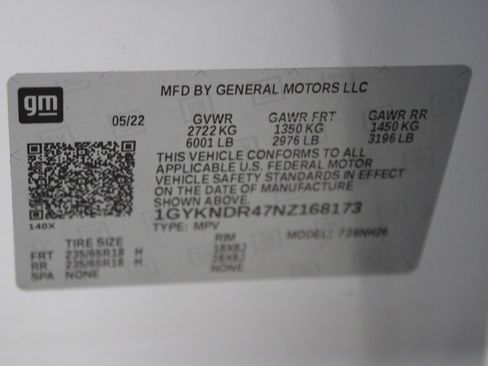 gm
MFD BY GENERAL MOTORS LLC
05/22 GVWR GAWR FRT GAWR RR
2722 KG 1350 KG 1450 KG
6001 LB 2976 LB 3196 LB
THIS VEHICLE CONFORMS TO ALL
APPLICABLE U.S. FEDERAL MOTOR
VEHICLE SAFETY STANDARDS IN EFFECT
ON THE DATE OF MANUFACTURE
SHOWN ABOVE.
1GYKNDR47NZ168173
140X
TYPE: MPV MODEL:
TIRE SIZE RIM
FRT 235/65R18 H 18X8J
RR 235/65R18 H 18X8J
SPA NONE NONE